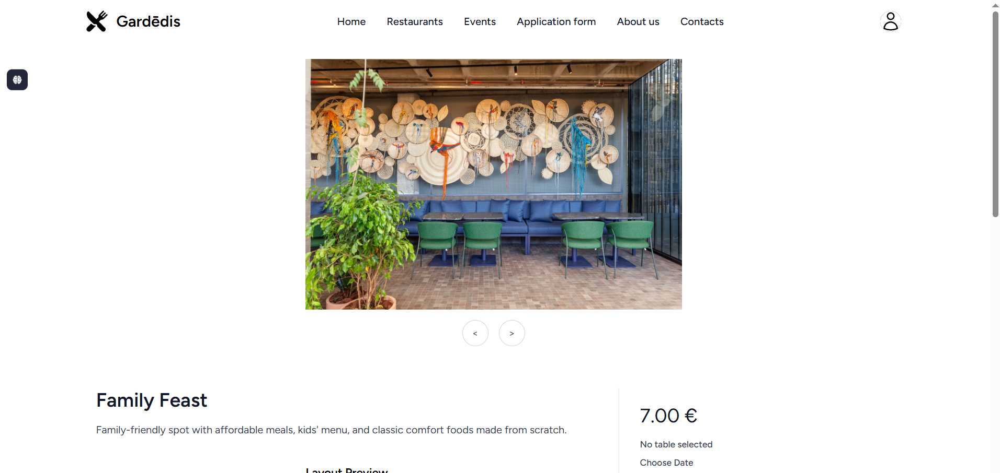 Gardēdis
Home
Restaurants
Events
Application form
About us
Contacts
<
>
Family Feast
Family-friendly spot with affordable meals, kids' menu, and classic comfort foods made from scratch.
Layout Preview
7.00 €
No table selected
Choose Date